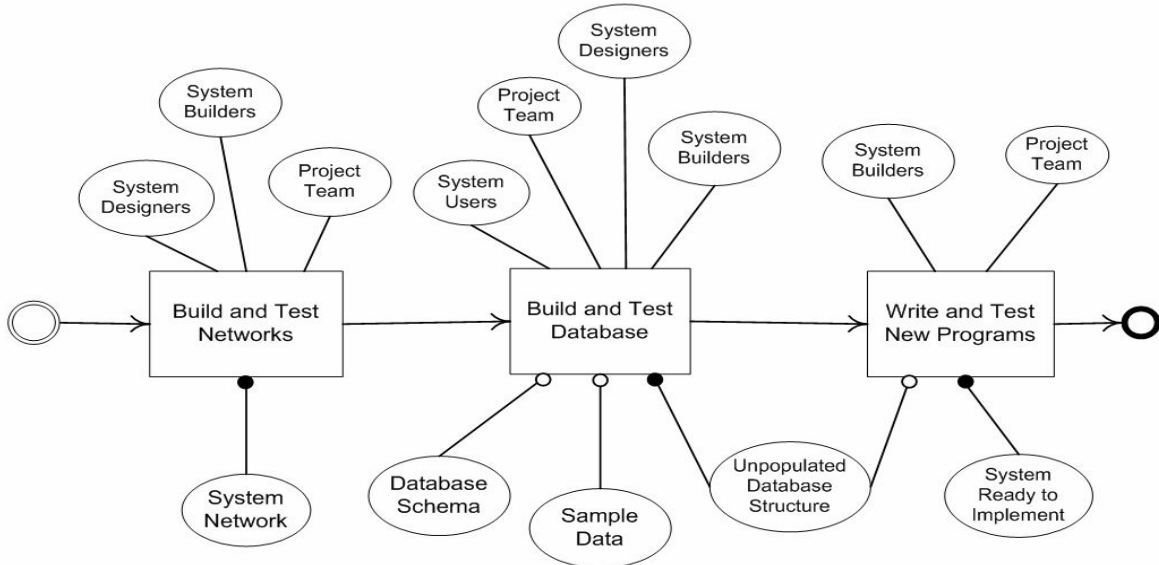 System
Designers
System
Builders
Project
Team
System
Designers
Project
Team
System
Builders
System
Users
System
Builders
Project
Team
Build and Test
Networks
Build and Test
Database
Write and Test
New Programs
System
Network
Database
Schema
Sample
Data
Unpopulated
Database
Structure
System
Ready to
Implement